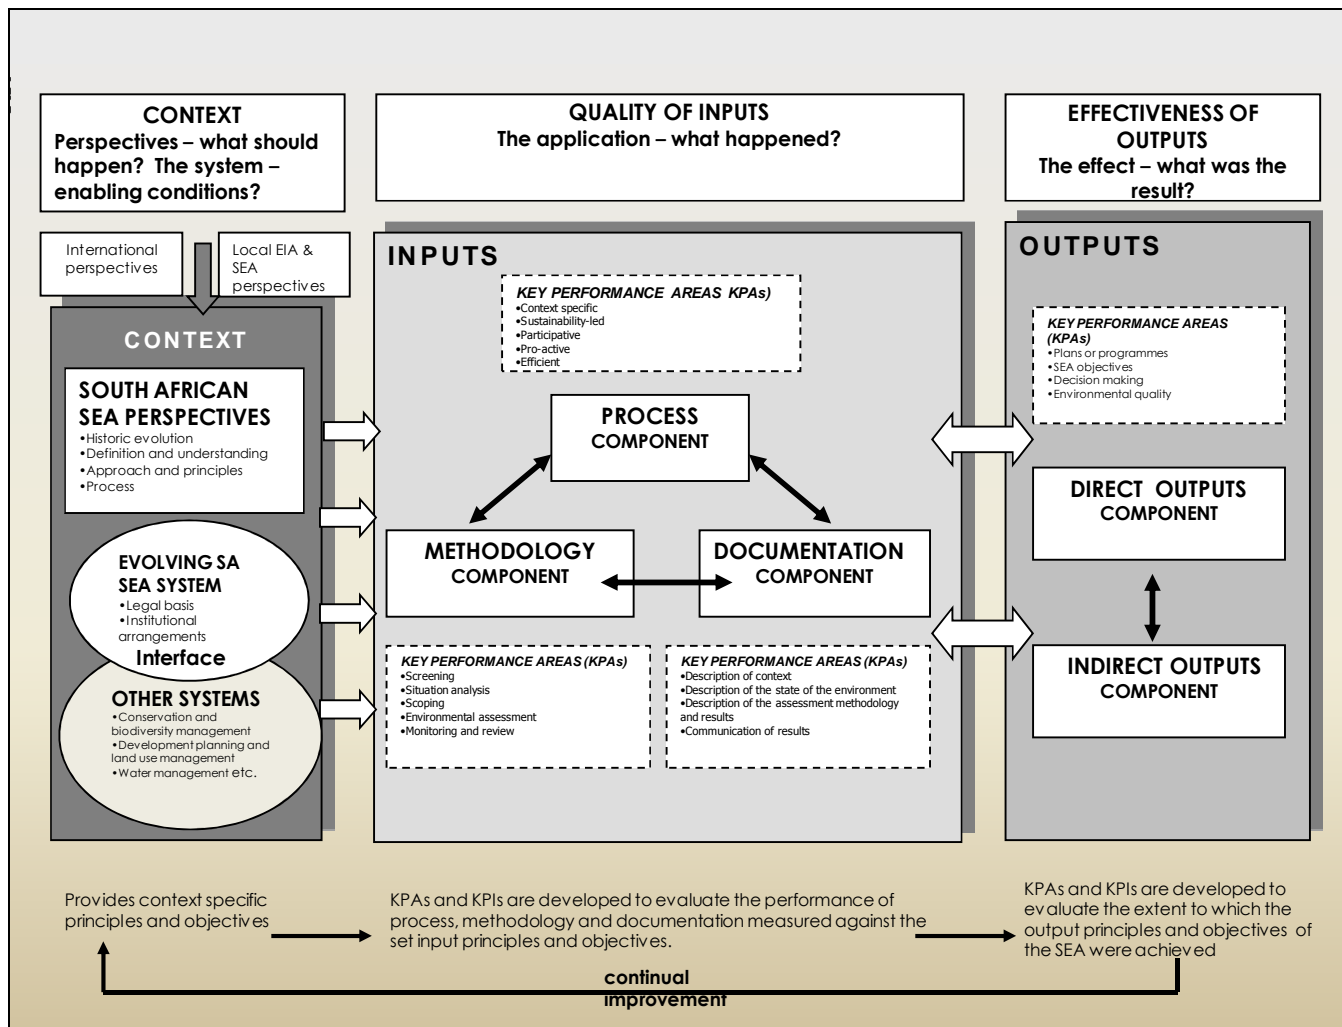 CONTEXT
Perspectives – what should
happen? The system –
enabling conditions?
QUALITY OF INPUTS
The application – what happened?
EFFECTIVENESS OF
OUTPUTS
The effect – what was the
result?
International
perspectives
Local EIA &
SEA
perspectives
CONTEXT
SOUTH AFRICAN
SEA PERSPECTIVES
•Historic evolution
•Definition and understanding
•Approach and principles
•Process
EVOLVING SA
SEA SYSTEM
•Legal basis
•Institutional
arrangements
Interface
OTHER SYSTEMS
•Conservation and
biodiversity management
•Development planning and
land use management
•Water management etc.
INPUTS
KEY PERFORMANCE AREAS KPAs)
•Context specific
•Sustainability-led
•Participative
•Pro-active
•Efficient
PROCESS
COMPONENT
METHODOLOGY
COMPONENT
DOCUMENTATION
COMPONENT
KEY PERFORMANCE AREAS (KPAs)
•Screening
•Situation analysis
•Scoping
•Environmental assessment
•Monitoring and review
KEY PERFORMANCE AREAS (KPAs)
•Description of context
•Description of the state of the environment
•Description of the assessment methodology
and results
•Communication of results
OUTPUTS
KEY PERFORMANCE AREAS
(KPAs)
•Plans or programmes
•SEA objectives
•Decision making
•Environmental quality
DIRECT OUTPUTS
COMPONENT
INDIRECT OUTPUTS
COMPONENT
Provides context specific
principles and objectives
KPAs and KPIs are developed to evaluate the performance of
process, methodology and documentation measured against the
set input principles and objectives.
KPAs and KPIs are developed to
evaluate the extent to which the
output principles and objectives of
the SEA were achieved
continual
improvement